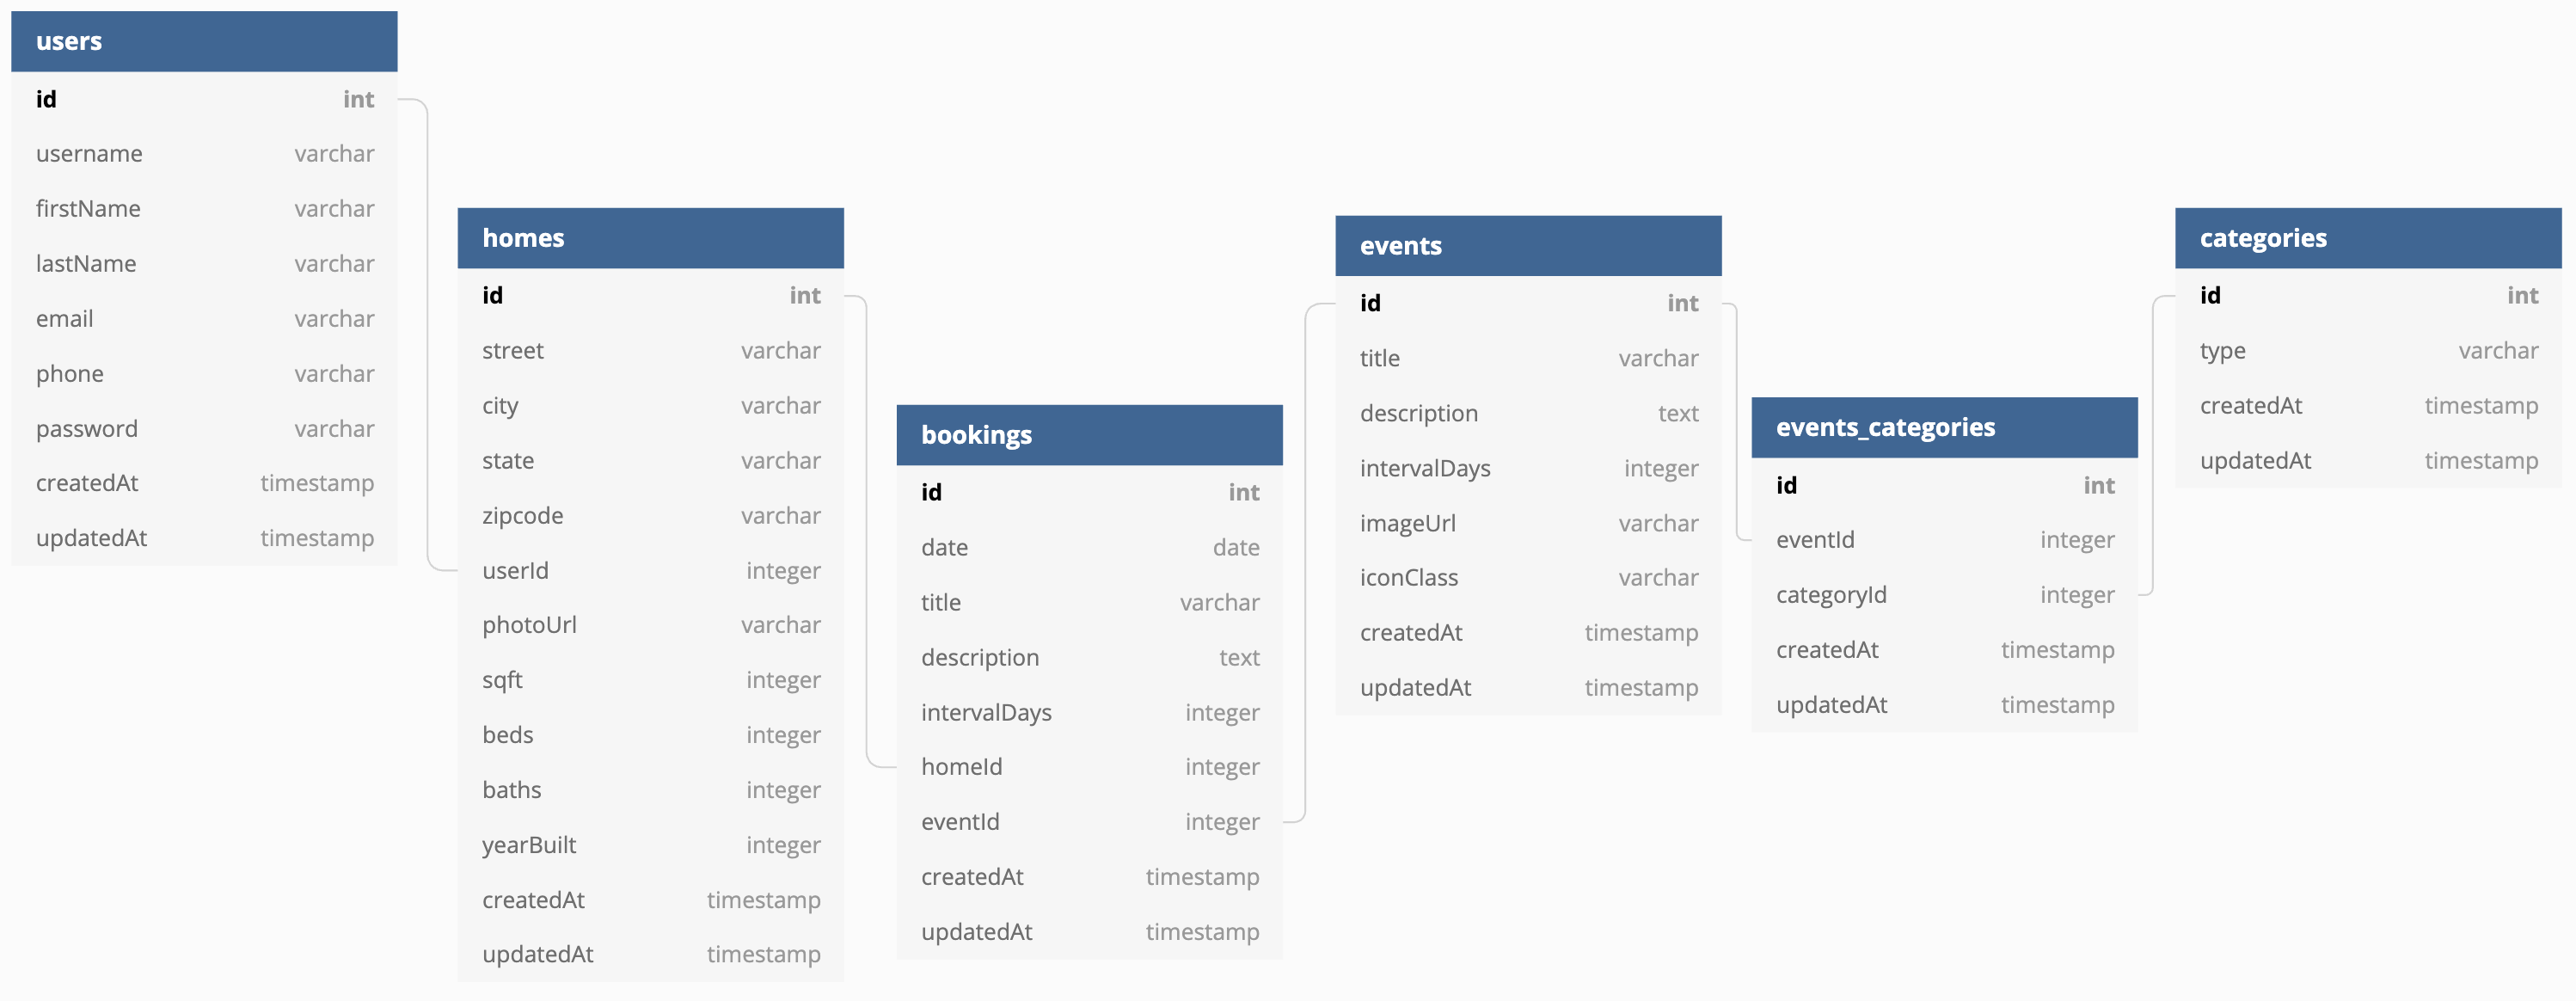 users
id int
username varchar
firstName varchar
lastName varchar
email varchar
phone varchar
password varchar
createdAt timestamp
updatedAt timestamp
homes
id int
street varchar
city varchar
state varchar
zipcode varchar
userId integer
photoUrl varchar
sqft integer
beds integer
baths integer
yearBuilt integer
createdAt timestamp
updatedAt timestamp
bookings
id int
date date
title varchar
description text
intervalDays integer
homeId integer
eventId integer
createdAt timestamp
updatedAt timestamp
events
id int
title varchar
description text
intervalDays integer
imageUrl varchar
iconClass varchar
createdAt timestamp
updatedAt timestamp
events_categories
id int
eventId integer
categoryId integer
createdAt timestamp
updatedAt timestamp
categories
id int
type varchar
createdAt timestamp
updatedAt timestamp